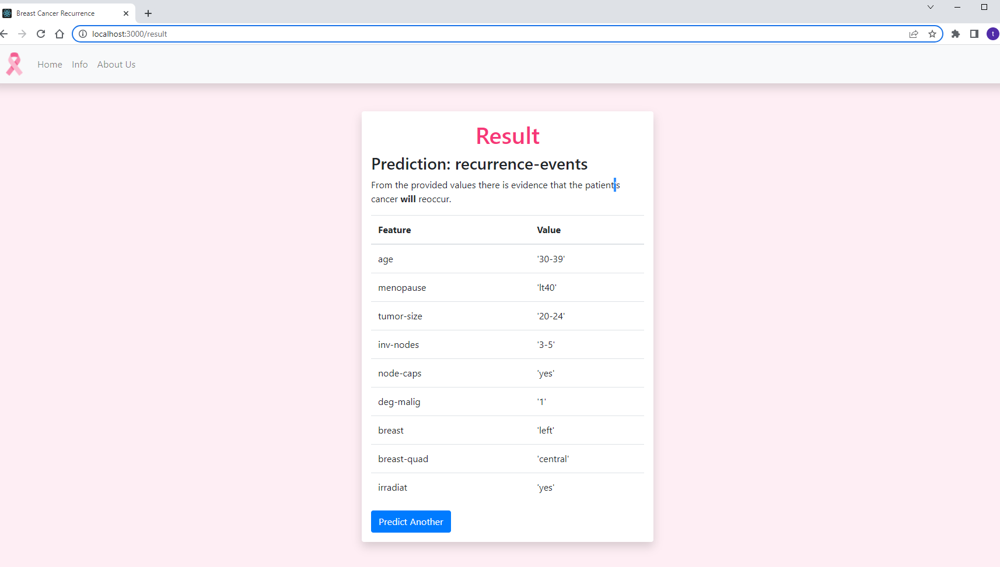 Breast Cancer Recurrence
localhost:3000/result
t
Home Info About Us
Result
Prediction: recurrence-events
From the provided values there is evidence that the patient's
cancer will reoccur.
Feature Value
age '30-39'
menopause 'lt40'
tumor-size '20-24'
inv-nodes '3-5'
node-caps 'yes'
deg-malig '1'
breast 'left'
breast-quad 'central'
irradiat 'yes'
Predict Another